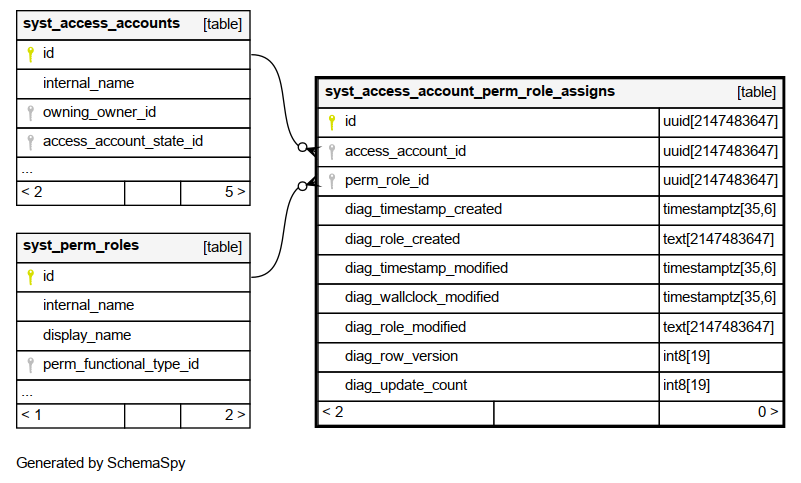 syst_access_accounts [table]
id
internal_name
owning_owner_id
access_account_state_id
...
< 2 5 >
syst_perm_roles [table]
id
internal_name
display_name
perm_functional_type_id
...
< 1 2 >
syst_access_account_perm_role_assigns [table]
id uuid[2147483647]
access_account_id uuid[2147483647]
perm_role_id uuid[2147483647]
diag_timestamp_created timestamptz[35,6]
diag_role_created text[2147483647]
diag_timestamp_modified timestamptz[35,6]
diag_wallclock_modified timestamptz[35,6]
diag_role_modified text[2147483647]
diag_row_version int8[19]
diag_update_count int8[19]
< 2 0 >
Generated by SchemaSpy